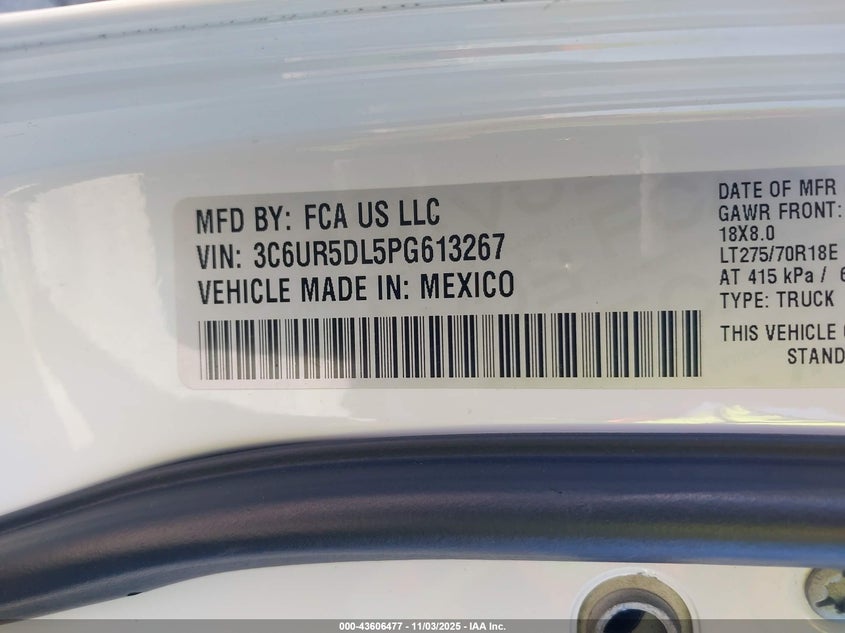 MFD BY: FCA US LLC
VIN: 3C6UR5DL5PG613267
VEHICLE MADE IN: MEXICO
DATE OF MFR
GAWR FRONT:
18X8.0
LT275/70R18E
AT 415 kPa / 6
TYPE: TRUCK
THIS VEHICLE
STAND
000-43606477 - 11/03/2025 - IAA Inc.